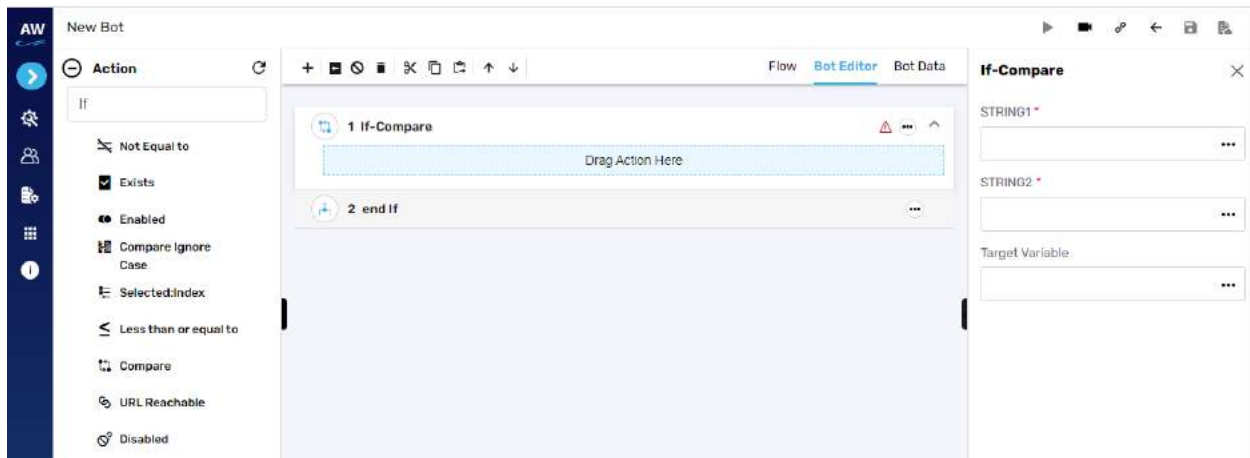 AW
New Bot
Action
If
Not Equal to
Exists
Enabled
Compare Ignore
Case
Selected:Index
Less than or equal to
Compare
URL Reachable
Disabled
Flow Bot Editor Bot Data
1 If-Compare
Drag Action Here
2 end If
If-Compare
STRING1 *
STRING2 *
Target Variable